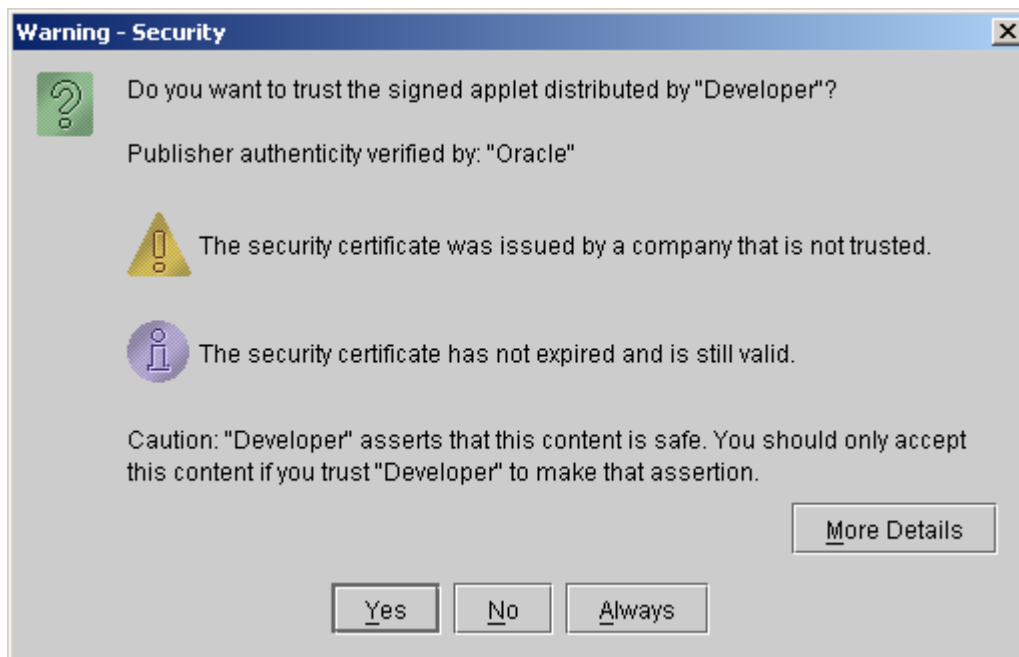 Warning - Security
Do you want to trust the signed applet distributed by "Developer"?
Publisher authenticity verified by: "Oracle"
The security certificate was issued by a company that is not trusted.
The security certificate has not expired and is still valid.
Caution: "Developer" asserts that this content is safe. You should only accept
this content if you trust "Developer" to make that assertion.
More Details
Yes No Always